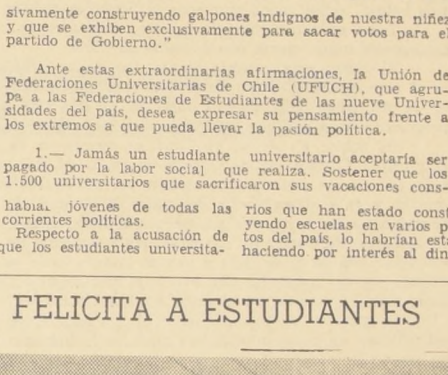 sivamente construyendo galpones indignos de nuestra niñez
y que se exhiben exclusivamente para sacar votos para el
partido de Gobierno."
Ante estas extraordinarias afirmaciones, la Unión de
Federaciones Universitarias de Chile (UFUCH), que agru-
pa a las Federaciones de Estudiantes de las nueve Univer-
sidades del país, desea expresar su pensamiento frente a
los extremos a que pueda llevar la pasión política.
1.— Jamás un estudiante universitario aceptaría ser
pagado por la labor social que realiza. Sostener que los
1.500 universitarios que sacrificaron sus vacaciones cons-
había jóvenes de todas las
corrientes políticas.
Respecto a la acusación de
que los estudiantes universita-
rios que han estado const
yendo escuelas en varios p
tos del país, lo habrían est
haciendo por interés al din
FELICITA A ESTUDIANTES